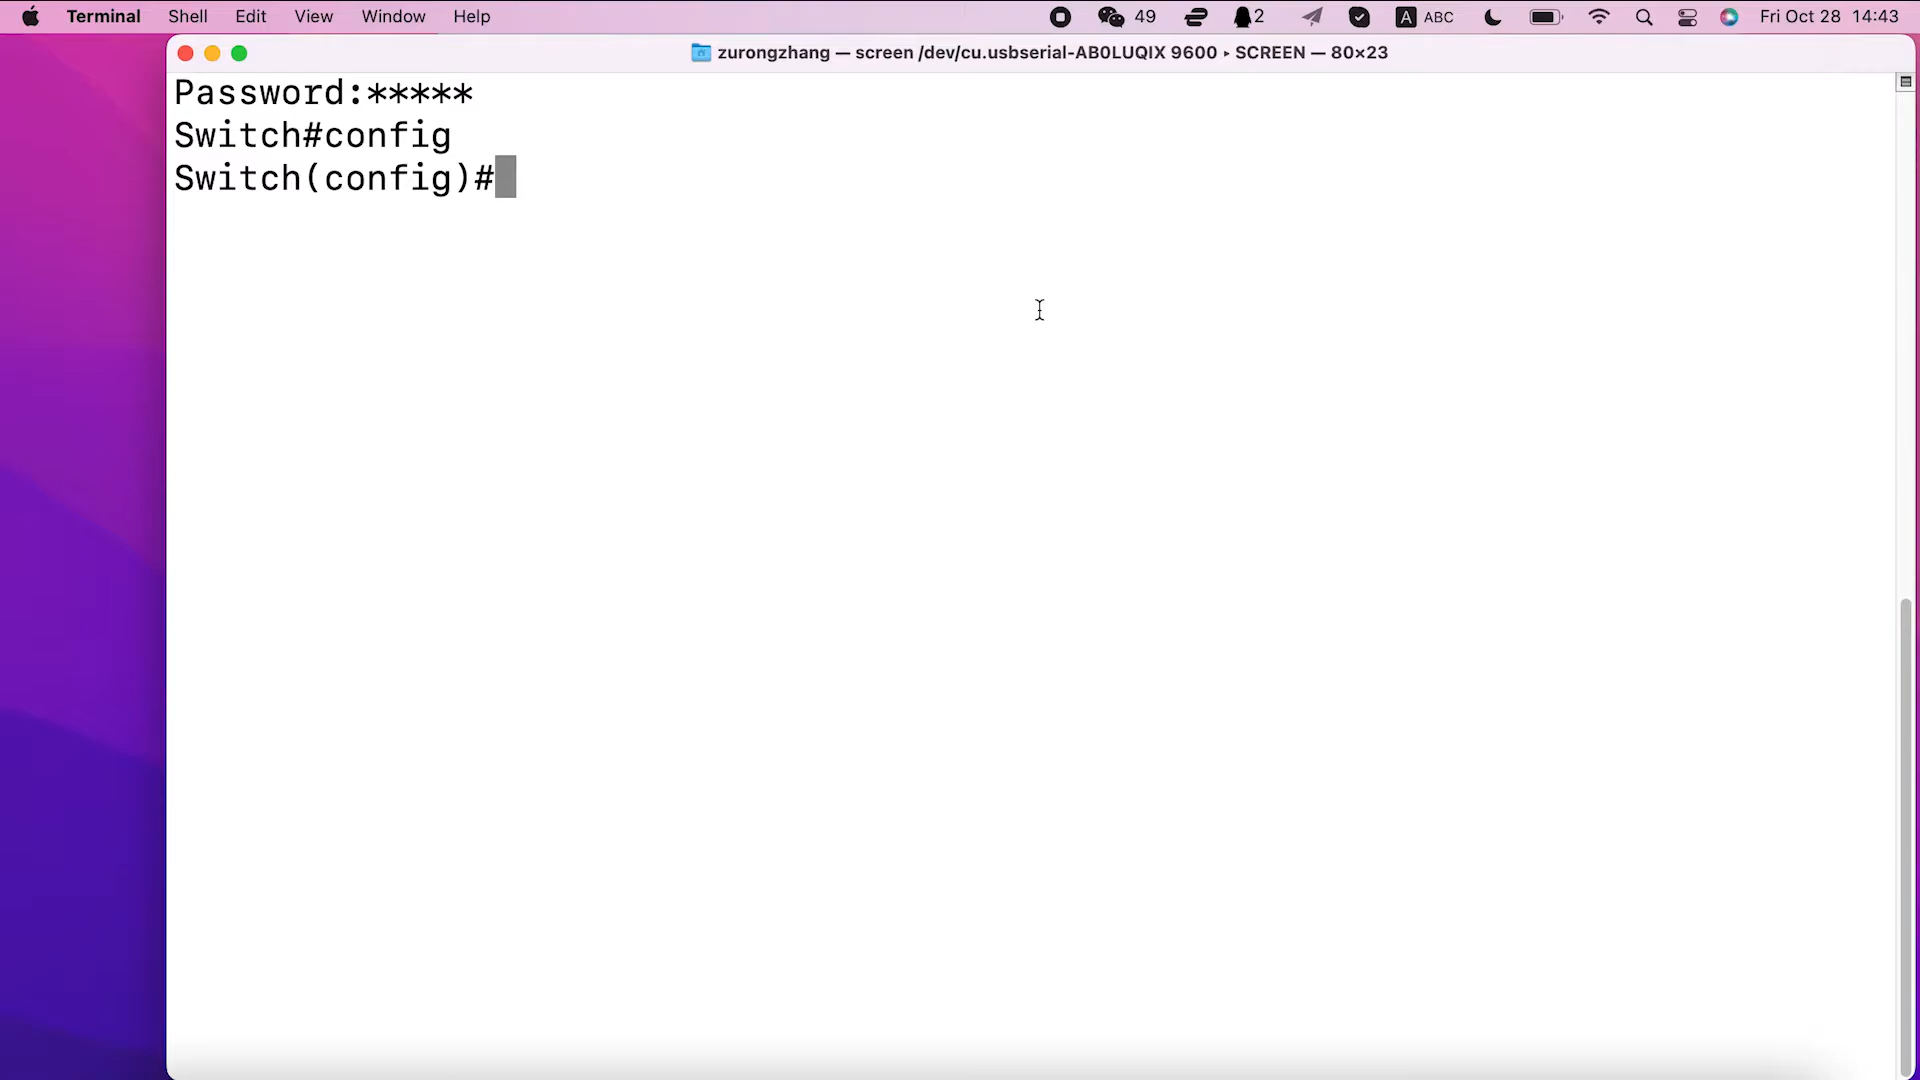 Terminal Shell Edit View Window Help 49 2 A ABC Fri Oct 28 14:43
zurongzhang — screen /dev/cu.usbserial-AB0LUQIX 9600 ▸ SCREEN — 80×23
Password:*****
Switch#config
Switch(config)#